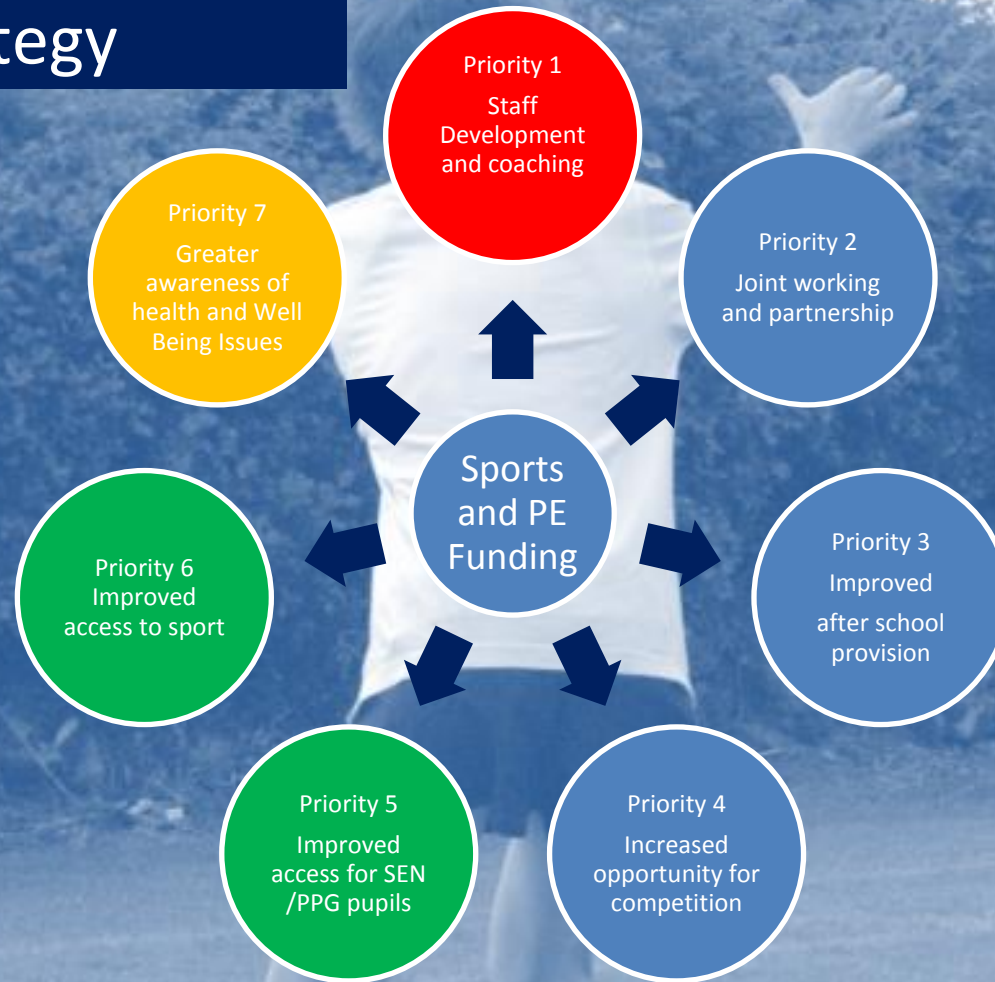 tegy
Priority 1
Staff
Development
and coaching
Priority 2
Joint working
and partnership
Priority 3
Improved
after school
provision
Priority 4
Increased
opportunity for
competition
Priority 5
Improved
access for SEN
/PPG pupils
Priority 6
Improved
access to sport
Priority 7
Greater
awareness of
health and Well
Being Issues
Sports
and PE
Funding